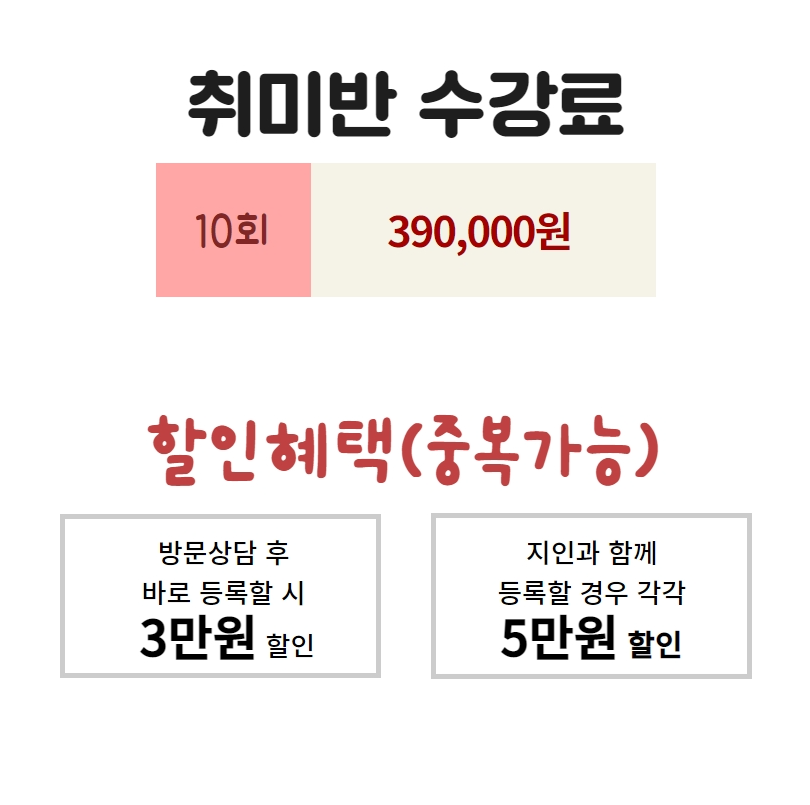 취미반 수강료
10회
390,000원
할인혜택(중복가능)
방문상담 후
바로 등록할 시
3만원 할인
지인과 함께
등록할 경우 각각
5만원 할인